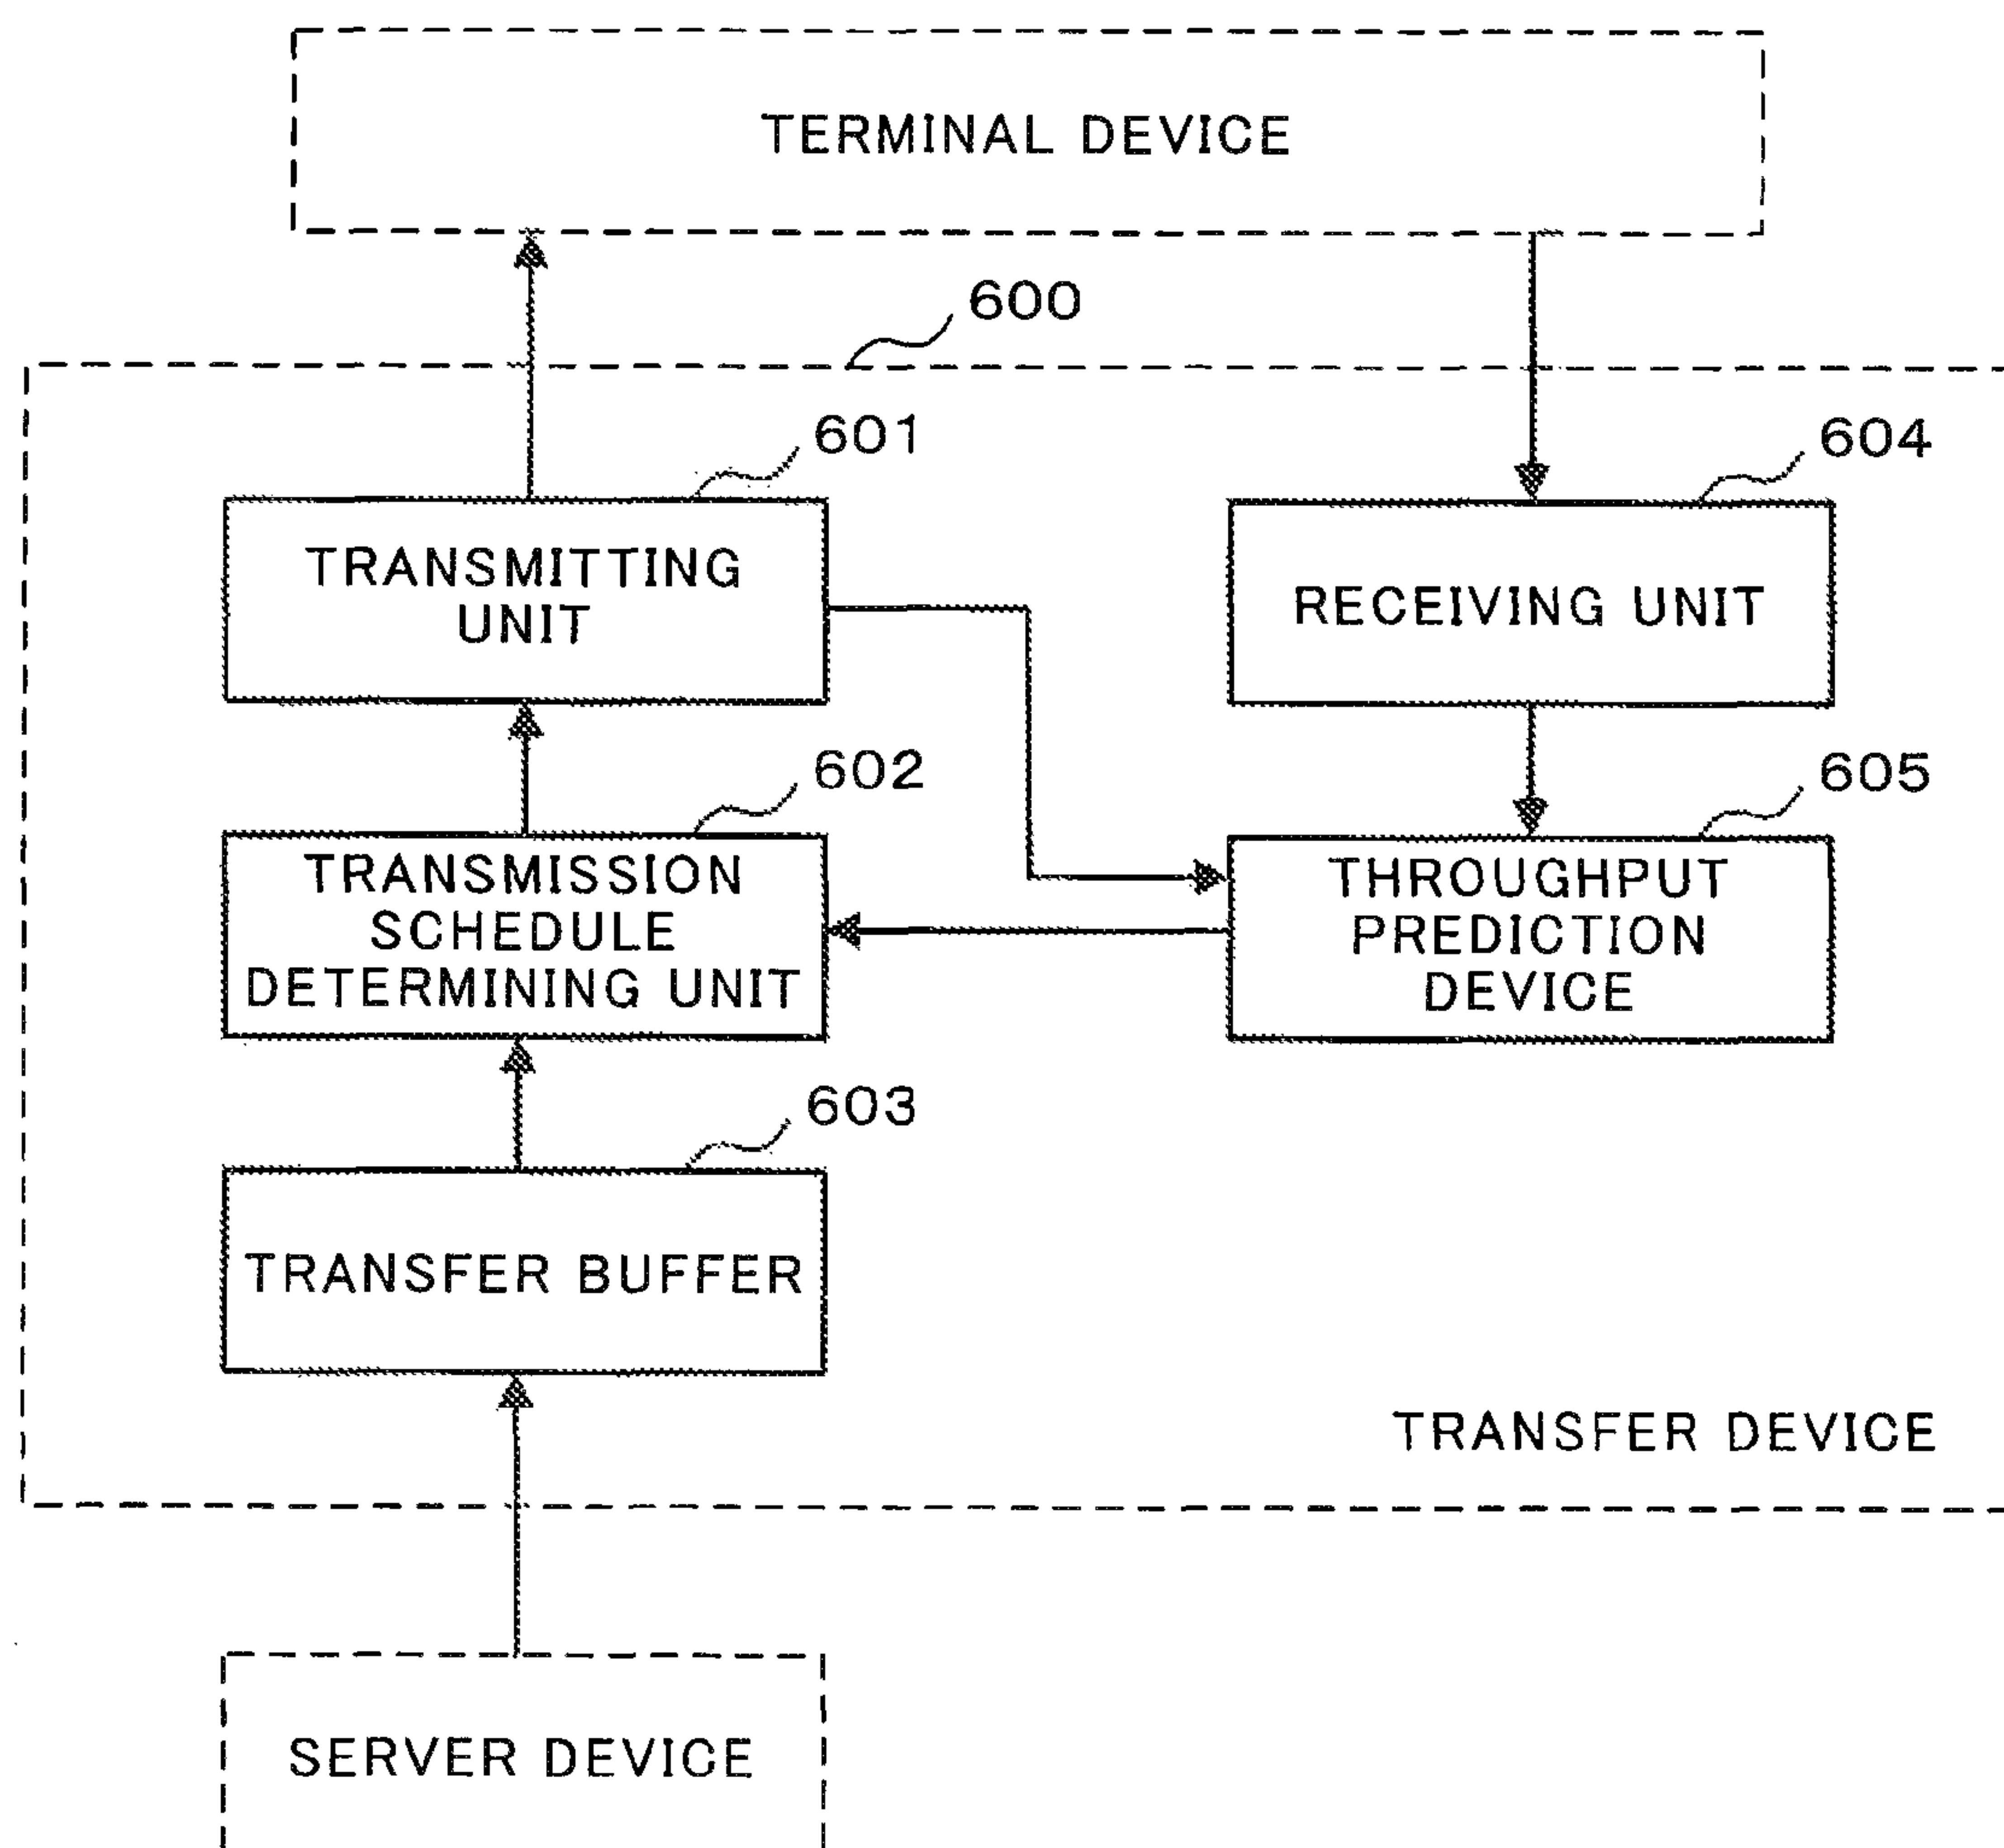 TERMINAL DEVICE
600
601
604
TRANSMITTING
UNIT
RECEIVING UNIT
602
605
TRANSMISSION
SCHEDULE
DETERMINING UNIT
THROUGHPUT
PREDICTION
DEVICE
603
TRANSFER BUFFER
TRANSFER DEVICE
SERVER DEVICE